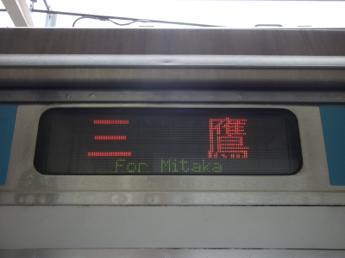 三鷹
For Mitaka